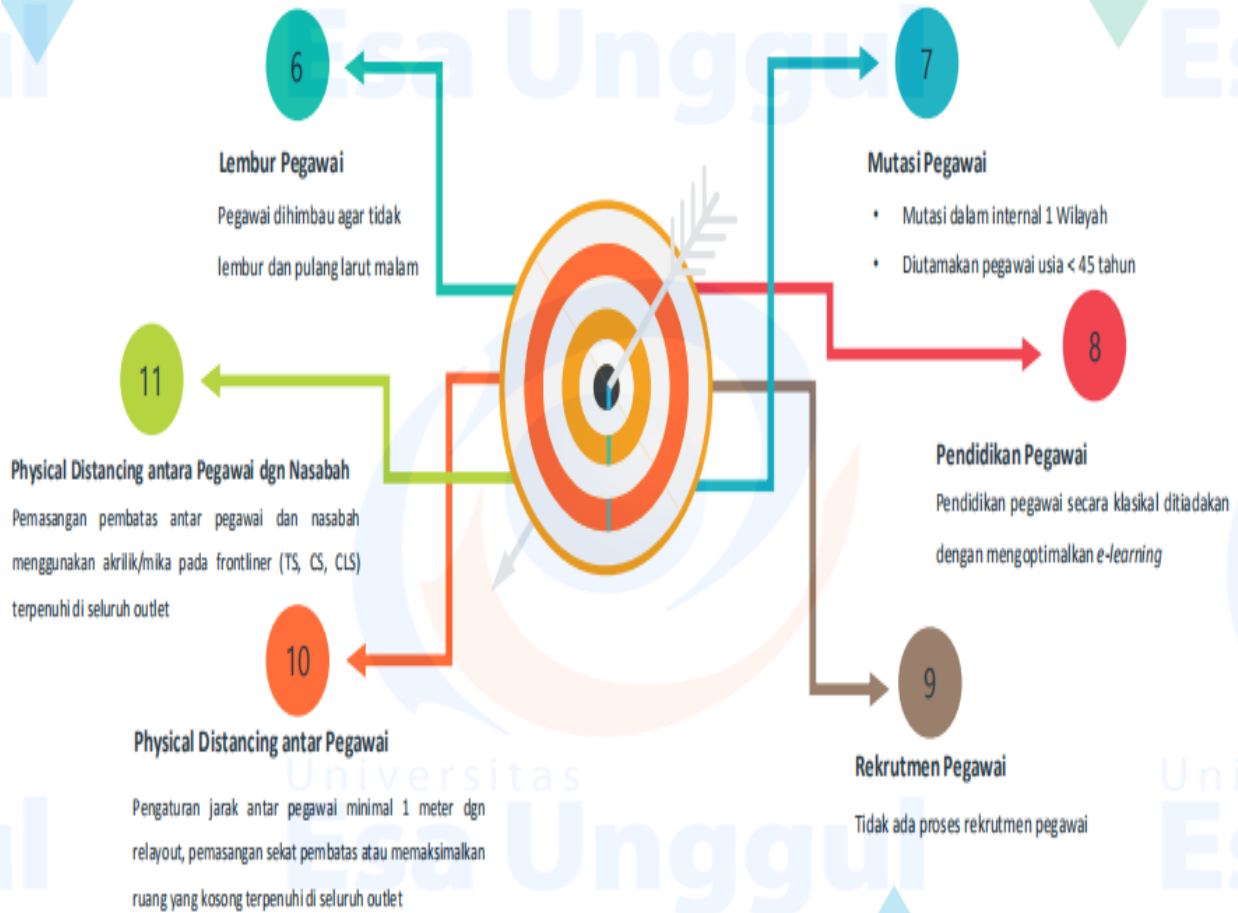 6
Lembur Pegawai
Pegawai dihimbau agar tidak
lembur dan pulang larut malam
7
Mutasi Pegawai
• Mutasi dalam internal 1 Wilayah
• Diutamakan pegawai usia < 45 tahun
8
Pendidikan Pegawai
Pendidikan pegawai secara klasikal ditiadakan
dengan mengoptimalkan e-learning
9
Rekrutmen Pegawai
Tidak ada proses rekrutmen pegawai
10
Physical Distancing antar Pegawai
Pengaturan jarak antar pegawai minimal 1 meter dgn
relayout, pemasangan sekat pembatas atau memaksimalkan
ruang yang kosong terpenuhi di seluruh outlet
11
Physical Distancing antara Pegawai dgn Nasabah
Pemasangan pembatas antar pegawai dan nasabah
menggunakan akrilik/mika pada frontliner (TS, CS, CLS)
terpenuhi di seluruh outlet
Esa Unggul
Universitas
Esa Unggul